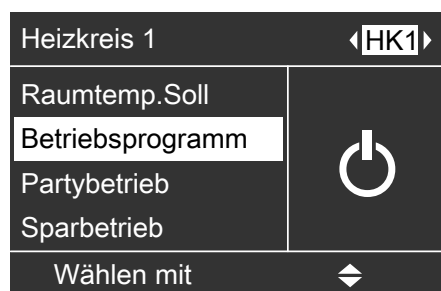 Heizkreis 1 HK1
Raumtemp.Soll
Betriebsprogramm
Partybetrieb
Sparbetrieb
Wählen mit